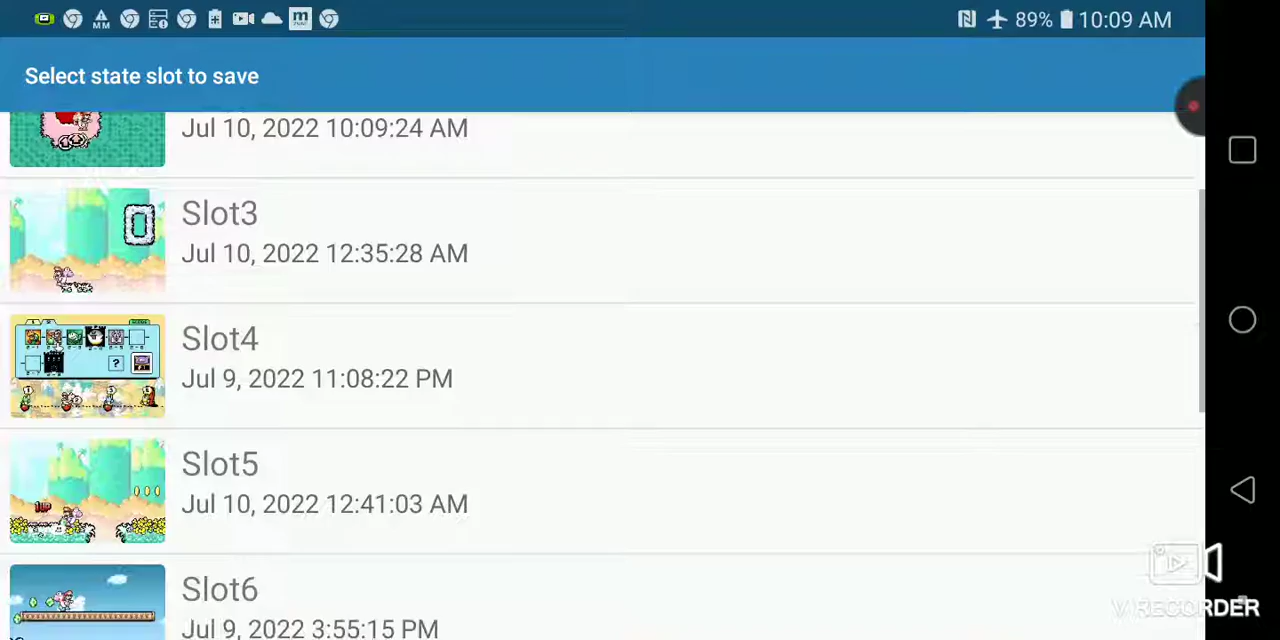 89% 10:09 AM
Select state slot to save
Jul 10, 2022 10:09:24 AM
Slot3
Jul 10, 2022 12:35:28 AM
Slot4
Jul 9, 2022 11:08:22 PM
Slot5
Jul 10, 2022 12:41:03 AM
1UP
Slot6
Jul 9, 2022 3:55:15 PM
V RECORDER